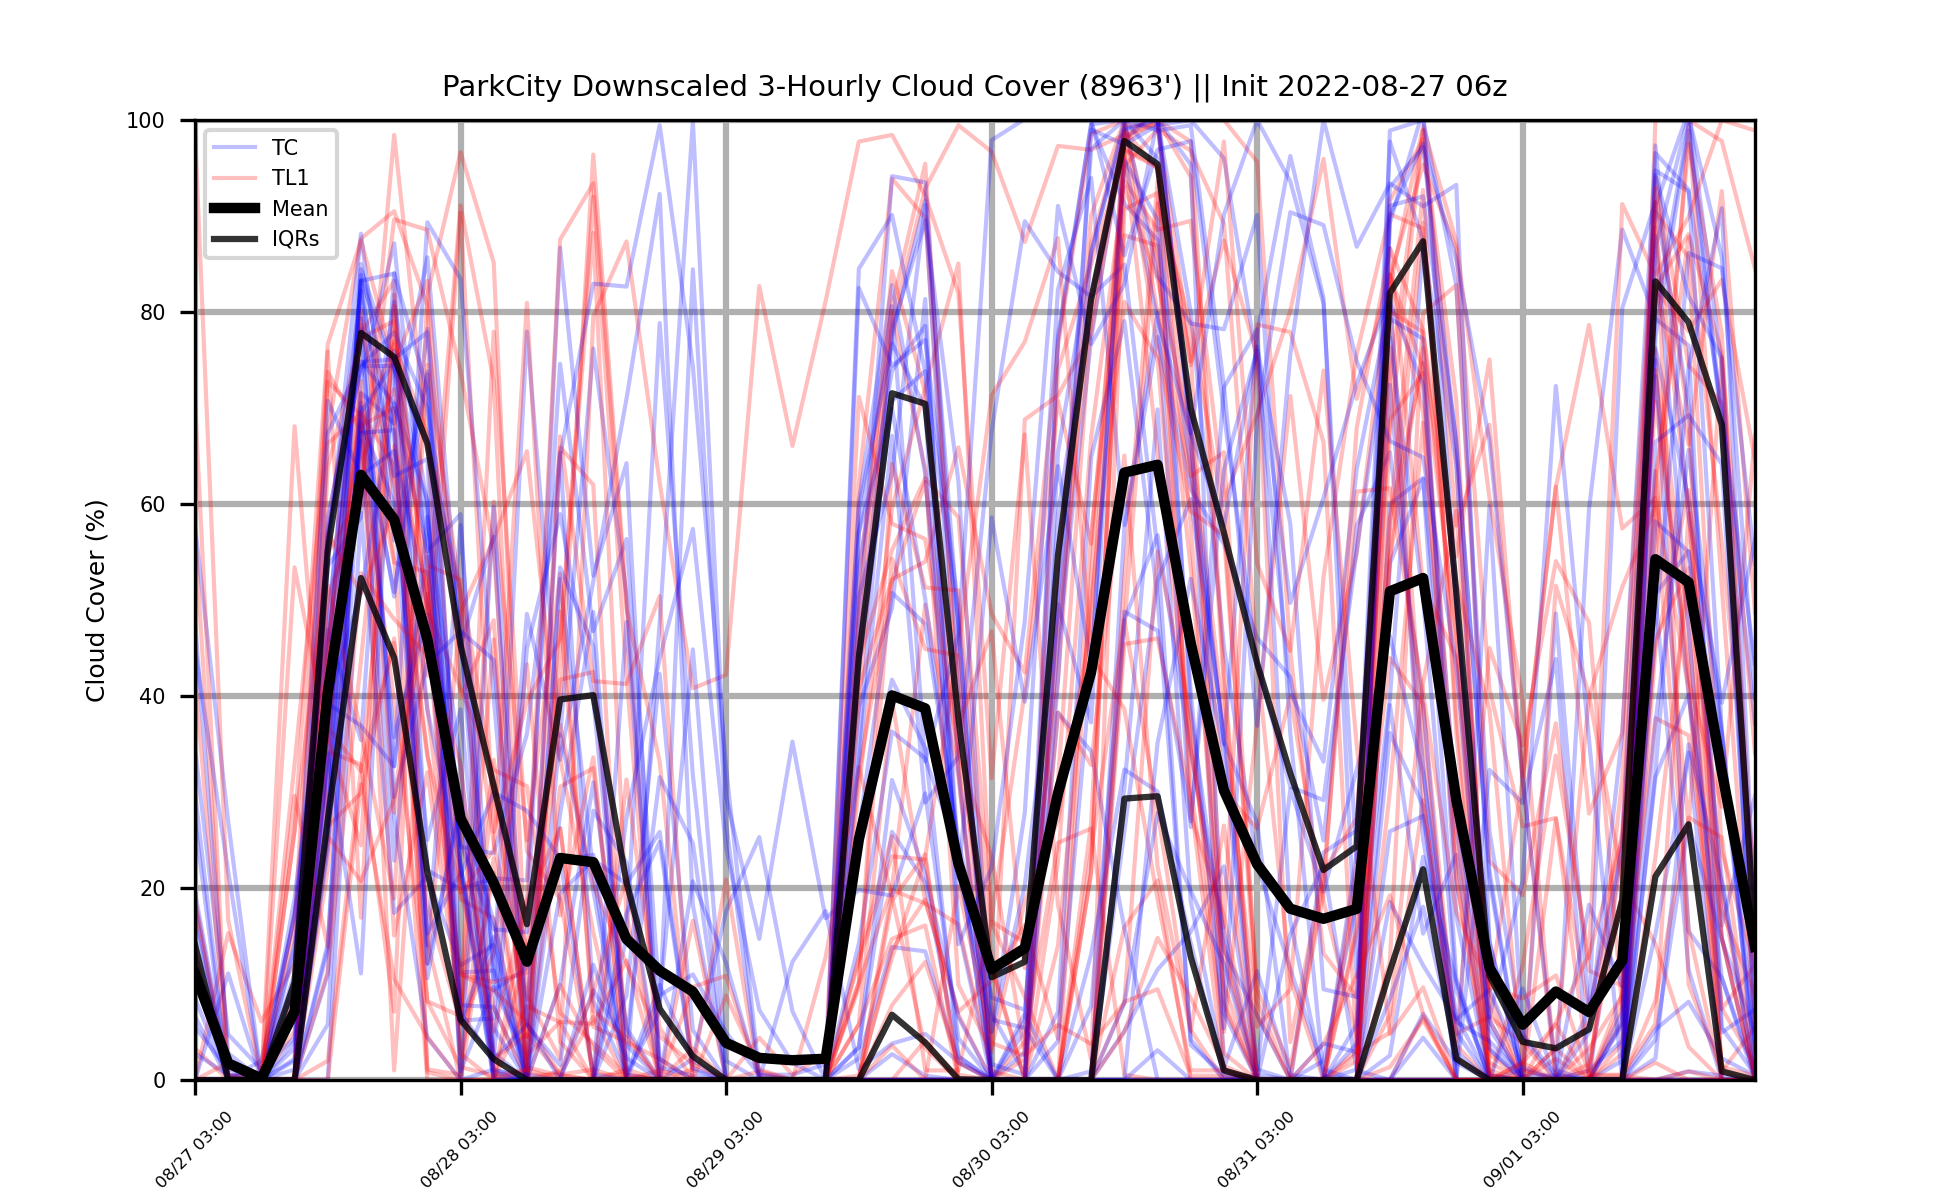 ParkCity Downscaled 3-Hourly Cloud Cover (8963') || Init 2022-08-27 06z
100
80
60
40
20
0
Cloud Cover (%)
TC
TL1
Mean
IQRs
08/27 03:00
08/28 03:00
08/29 03:00
08/30 03:00
08/31 03:00
09/01 03:00